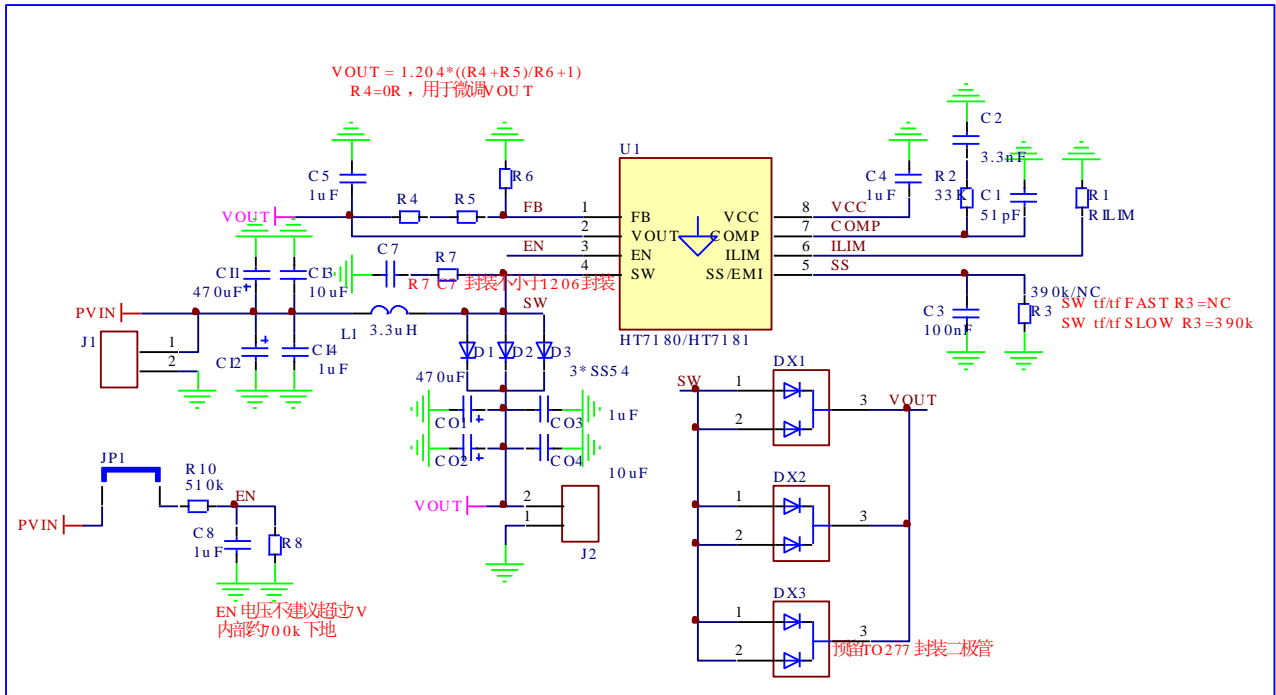 VOUT = 1.204*((R4+R5)/R6+1)
R4=0R ，用于微调VOUT
C2
3.3nF
U1
C5
1uF
R6
C4
1uF
R2
33K
C1
51pF
R1
RILIM
VOUT
R4
R5
FB
1
2
3
4
FB
VOUT
EN
SW
VCC
COMP
ILIM
SS/EMI
8
7
6
5
VCC
COMP
ILIM
SS
EN
C7
R7
R7 C7 封装不小于1206封装
CI1
470uF
CI3
10uF
PVIN
SW
L1
3.3uH
J1
1
2
CI2
CI4
1uF
D1
D2
D3
3*SS54
HT7180/HT7181
C3
100nF
390k/NC
R3
SW tf/tf FAST R3=NC
SW tf/tf SLOW R3=390k
470uF
CO1
CO3
1uF
CO2
CO4
10uF
VOUT
2
1
J2
SW
DX1
1
2
3
VOUT
DX2
1
2
3
DX3
1
2
3
预留TO277 封装二极管
JP1
R10
510k
EN
PVIN
C8
1uF
R8
EN 电压不建议超过7V
内部约700k 下地